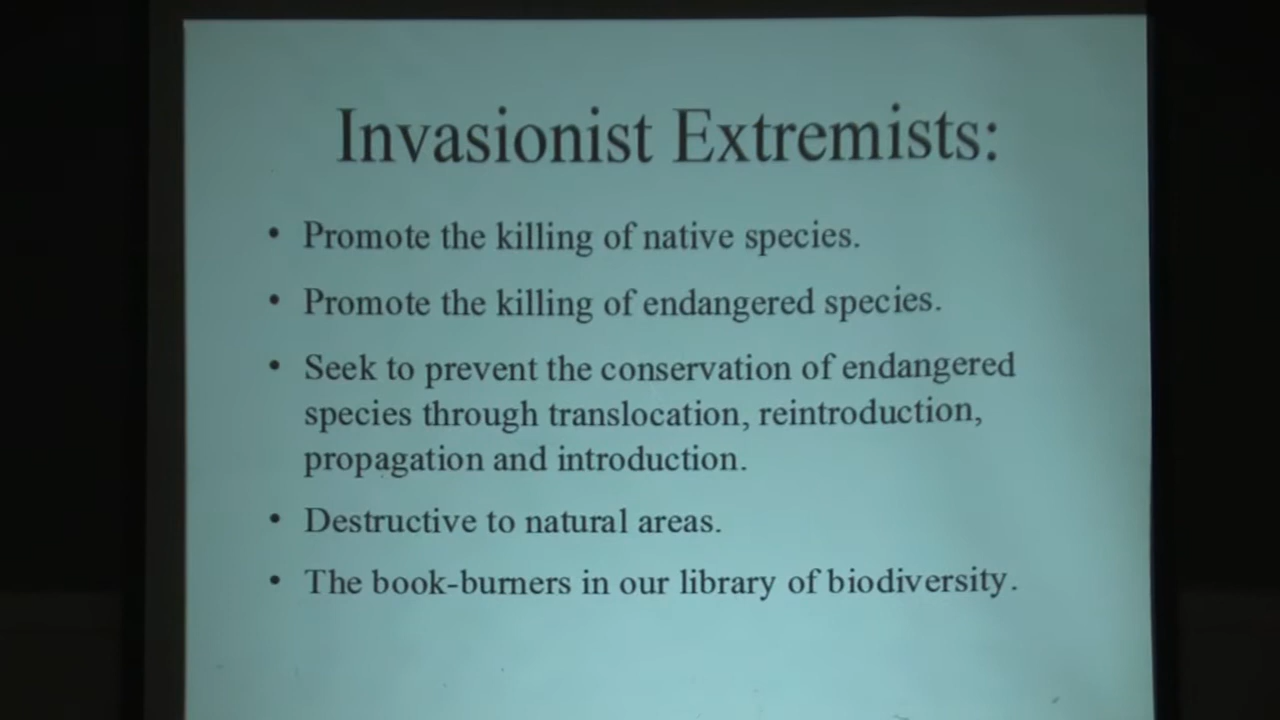 Invasionist Extremists:
• Promote the killing of native species.
• Promote the killing of endangered species.
• Seek to prevent the conservation of endangered
species through translocation, reintroduction,
propagation and introduction.
• Destructive to natural areas.
• The book-burners in our library of biodiversity.